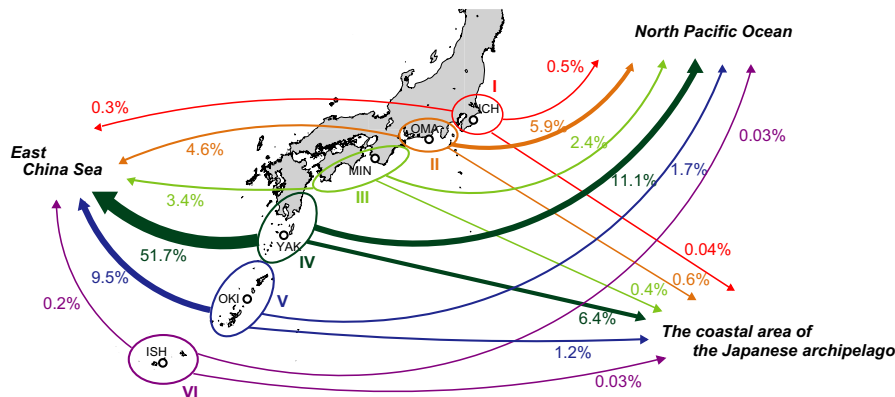 North Pacific Ocean
I
0.5%
0.3%
ICH
OMA
5.9%
0.03%
East
China Sea
4.6%
II
2.4%
MIN
1.7%
3.4%
III
11.1%
YAK
51.7%
IV
0.04%
9.5%
V
0.2%
OKI
0.4%
0.6%
6.4%
The coastal area of
the Japanese archipelago
ISH
1.2%
0.03%
VI